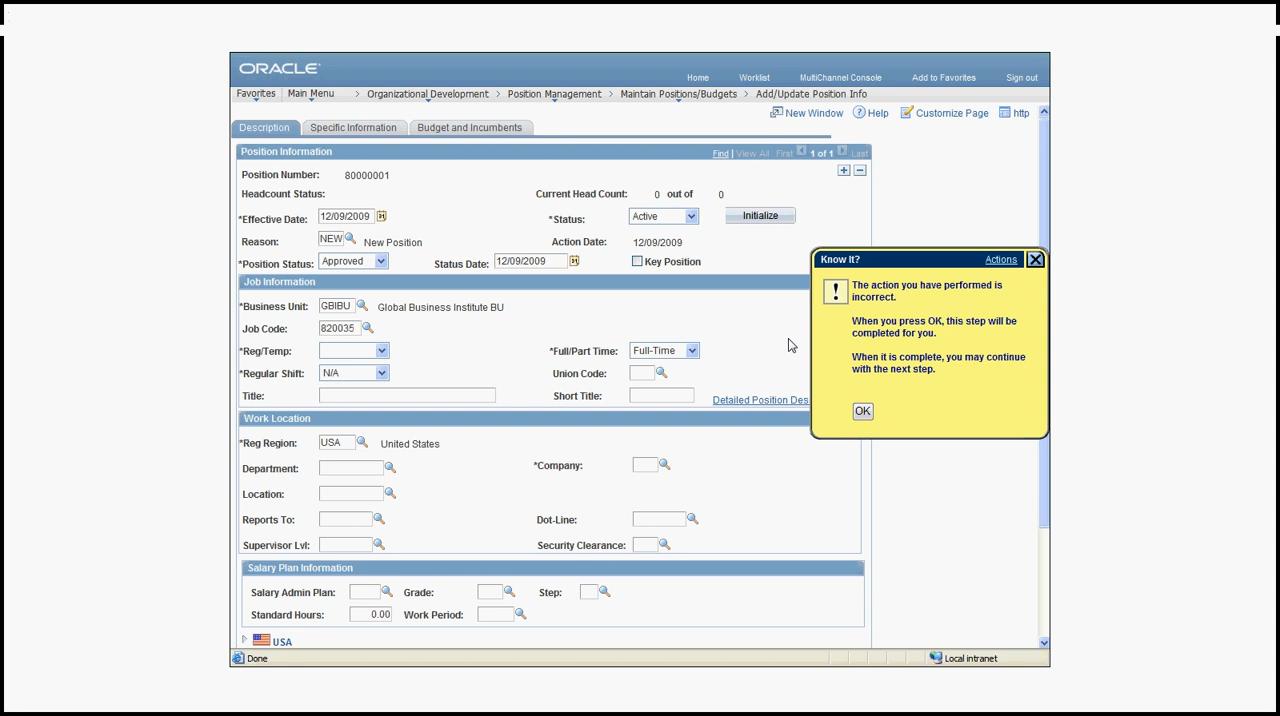 ORACLE
Home Worklist MultiChannel Console Add to Favorites Sign out
Favorites Main Menu > Organizational Development > Position Management > Maintain Positions/Budgets > Add/Update Position Info
New Window Help Customize Page http
Description Specific Information Budget and Incumbents
Position Information Find | View All First 1 of 1 Last
Position Number: 80000001
Headcount Status: Current Head Count: 0 out of 0
*Effective Date: 12/09/2009 *Status: Active Initialize
Reason: NEW New Position Action Date: 12/09/2009
*Position Status: Approved Status Date: 12/09/2009 Key Position
Job Information
*Business Unit: GBIBU Global Business Institute BU
Job Code: 820035
*Reg/Temp: *Full/Part Time: Full-Time
*Regular Shift: N/A Union Code:
Title: Short Title: Detailed Position Des
Work Location
*Reg Region: USA United States
Department: *Company:
Location:
Reports To: Dot-Line:
Supervisor Lvl: Security Clearance:
Salary Plan Information
Salary Admin Plan: Grade: Step:
Standard Hours: 0.00 Work Period:
USA
Done Local intranet
Know It? Actions
! The action you have performed is
incorrect.
When you press OK, this step will be
completed for you.
When it is complete, you may continue
with the next step.
OK